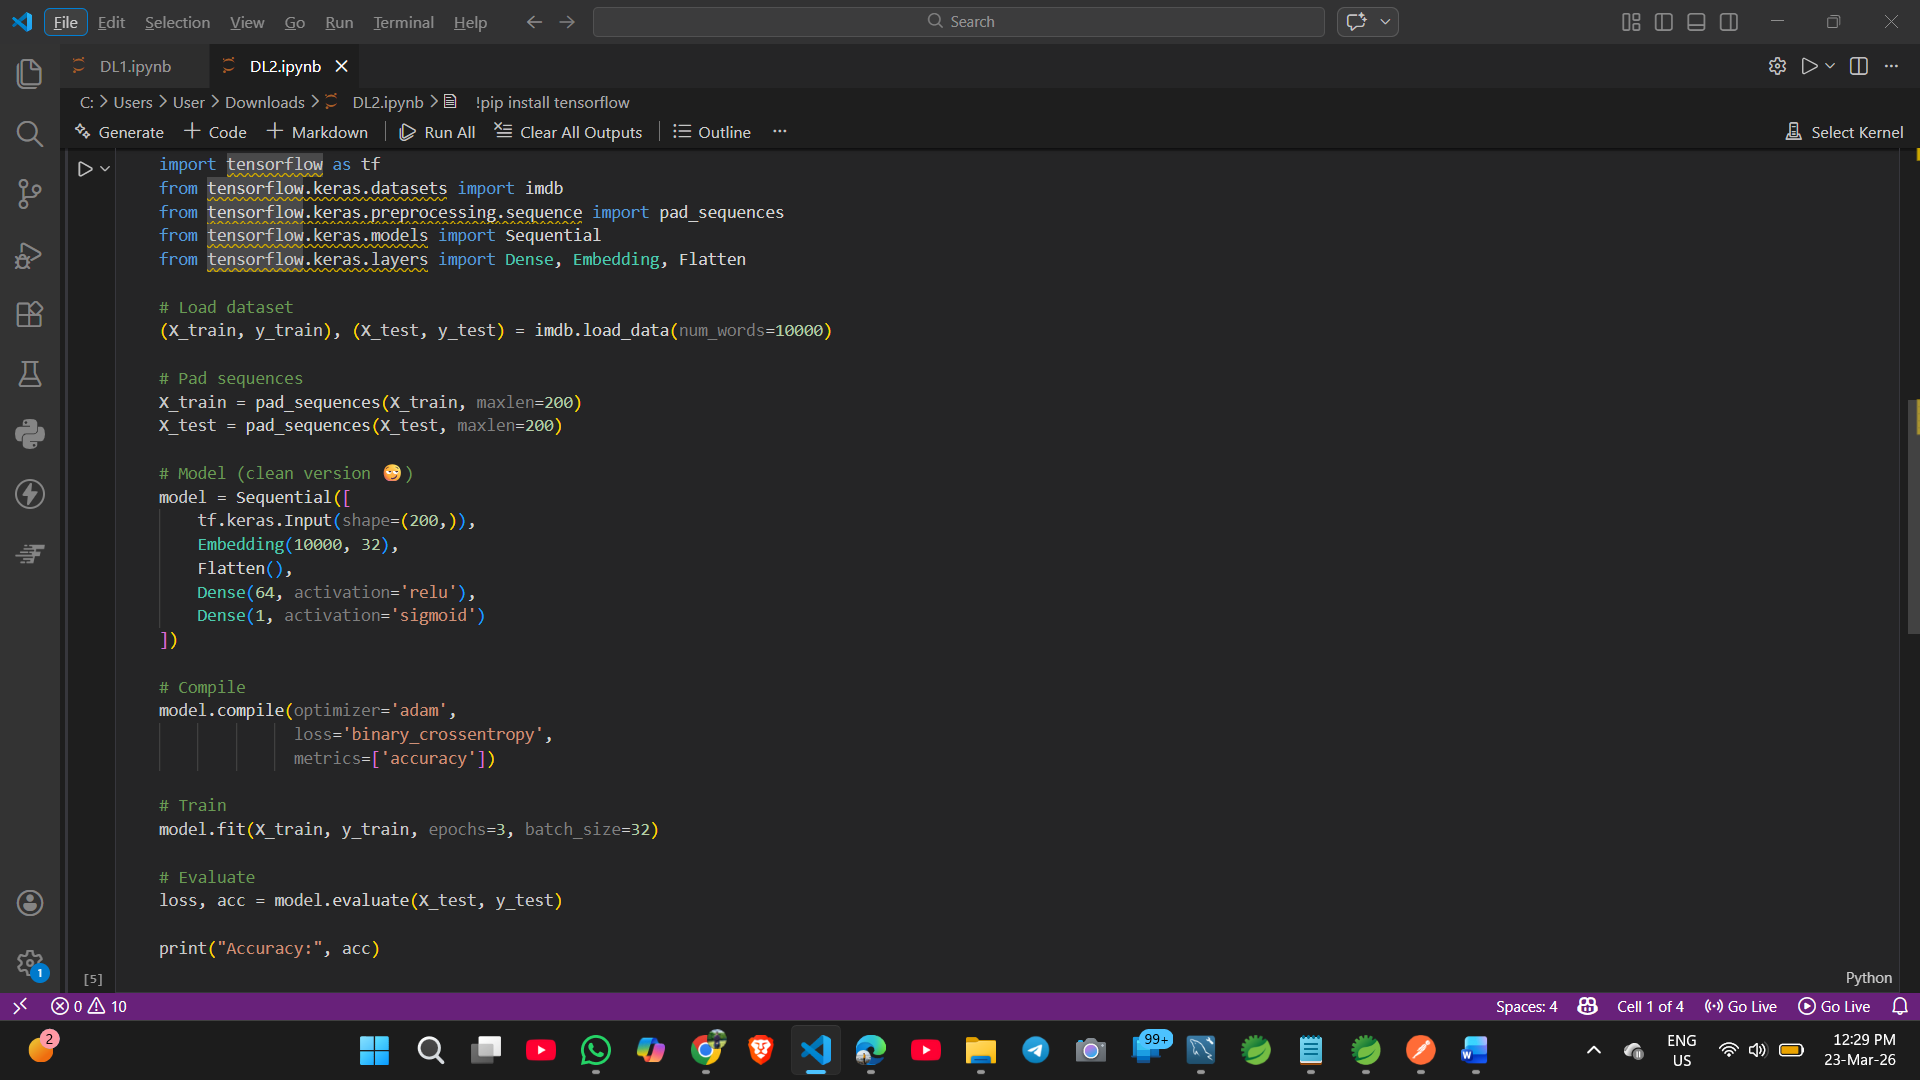 File Edit Selection View Go Run Terminal Help Search
DL1.ipynb DL2.ipynb
C: > Users > User > Downloads > DL2.ipynb > !pip install tensorflow
Generate + Code + Markdown Run All Clear All Outputs Outline ... Select Kernel
import tensorflow as tf
from tensorflow.keras.datasets import imdb
from tensorflow.keras.preprocessing.sequence import pad_sequences
from tensorflow.keras.models import Sequential
from tensorflow.keras.layers import Dense, Embedding, Flatten
# Load dataset
(X_train, y_train), (X_test, y_test) = imdb.load_data(num_words=10000)
# Pad sequences
X_train = pad_sequences(X_train, maxlen=200)
X_test = pad_sequences(X_test, maxlen=200)
# Model (clean version 😏)
model = Sequential([
    tf.keras.Input(shape=(200,)),
    Embedding(10000, 32),
    Flatten(),
    Dense(64, activation='relu'),
    Dense(1, activation='sigmoid')
])
# Compile
model.compile(optimizer='adam',
              loss='binary_crossentropy',
              metrics=['accuracy'])
# Train
model.fit(X_train, y_train, epochs=3, batch_size=32)
# Evaluate
loss, acc = model.evaluate(X_test, y_test)
print("Accuracy:", acc)
[5] Python
1
0 10 Spaces: 4 Cell 1 of 4 Go Live Go Live
2 99+ W ENG 12:29 PM
US 23-Mar-26